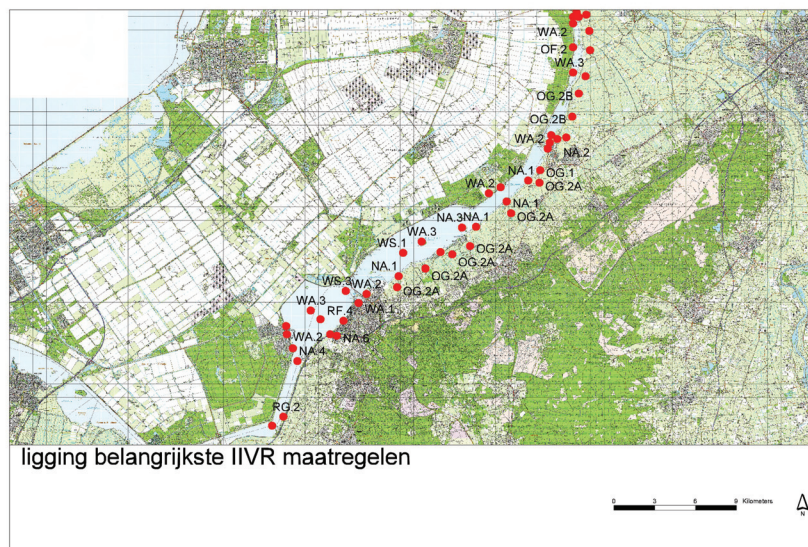 WA.2
OF.2
WA.3
OG.2B
OG.2B
WA.2
NA.2
NA.1 OG.1
WA.2 OG.2A
NA.1
OG.2A
NA.3 NA.1
WA.3
WS.1 OG.2A
OG.2A
NA.1 OG.2A
WS.3 WA.2 OG.2A
WA.3 WA.1
RF.4
WA.2 NA.6
NA.4
RG.2
ligging belangrijkste IIVR maatregelen
0 3 6 9 Kilometers
N